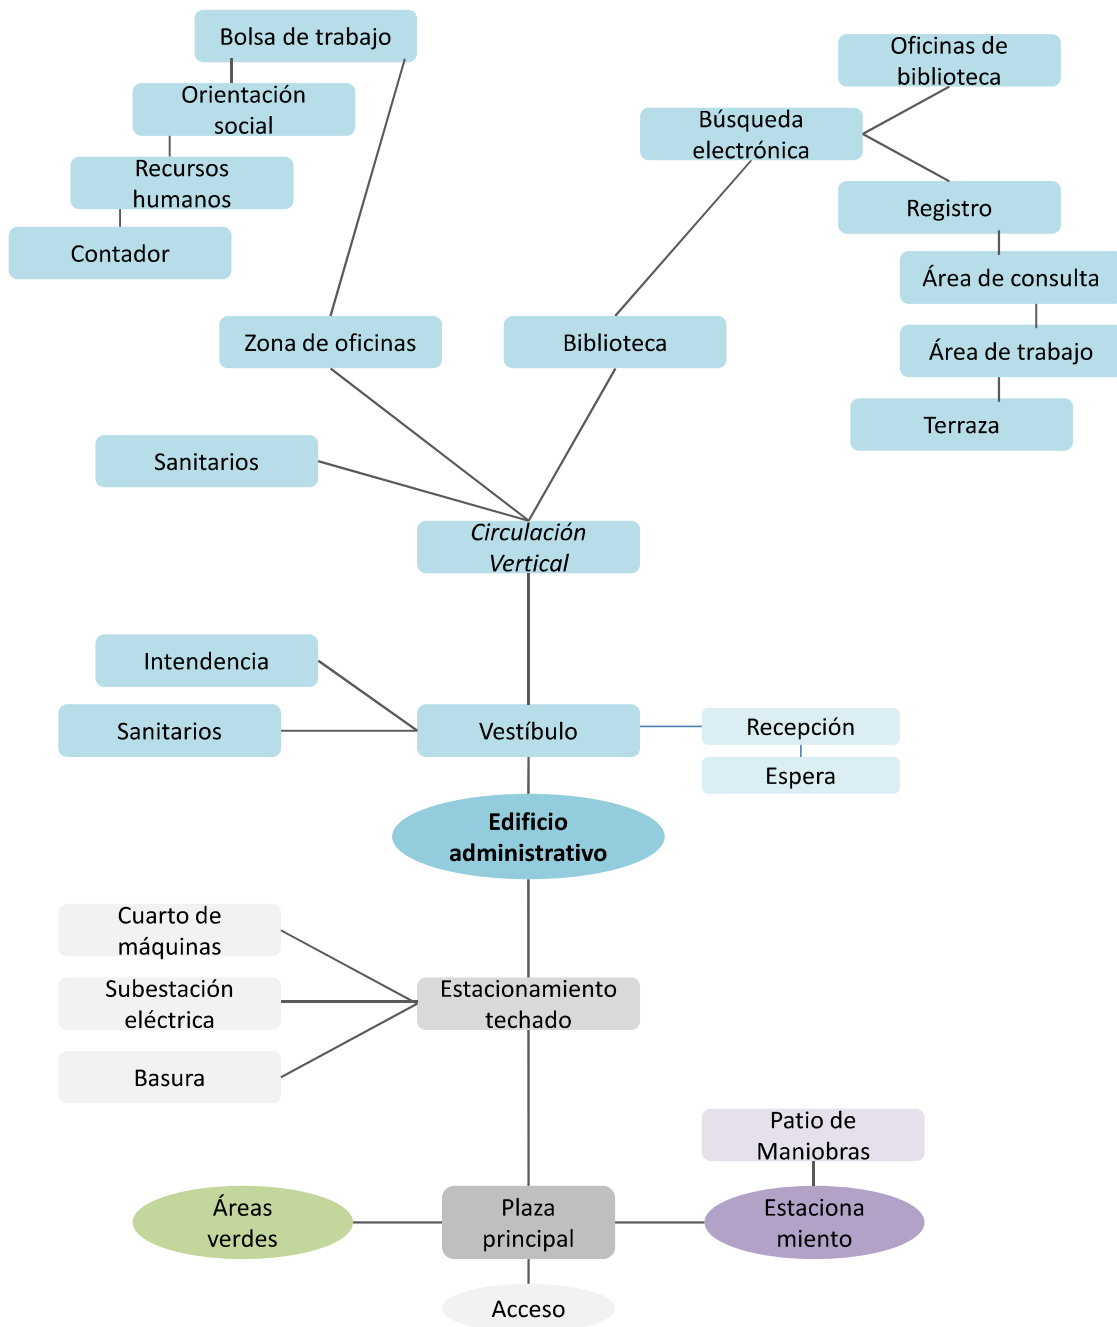 Bolsa de trabajo
Orientación
social
Recursos
humanos
Contador
Oficinas de
biblioteca
Búsqueda
electrónica
Registro
Área de consulta
Área de trabajo
Terraza
Zona de oficinas
Biblioteca
Sanitarios
Circulación
Vertical
Intendencia
Sanitarios
Vestíbulo
Recepción
Espera
Edificio
administrativo
Cuarto de
máquinas
Subestación
eléctrica
Basura
Estacionamiento
techado
Patio de
Maniobras
Áreas
verdes
Plaza
principal
Estaciona
miento
Acceso